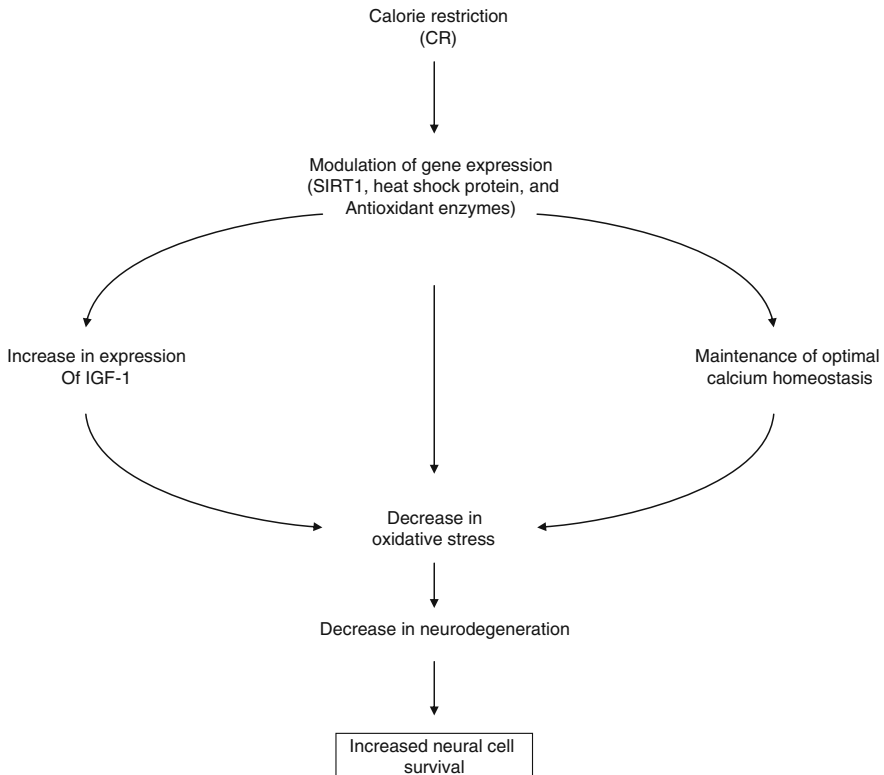 Calorie restriction
(CR)
Modulation of gene expression
(SIRT1, heat shock protein, and
Antioxidant enzymes)
Increase in expression
Of IGF-1
Maintenance of optimal
calcium homeostasis
Decrease in
oxidative stress
Decrease in neurodegeneration
Increased neural cell
survival